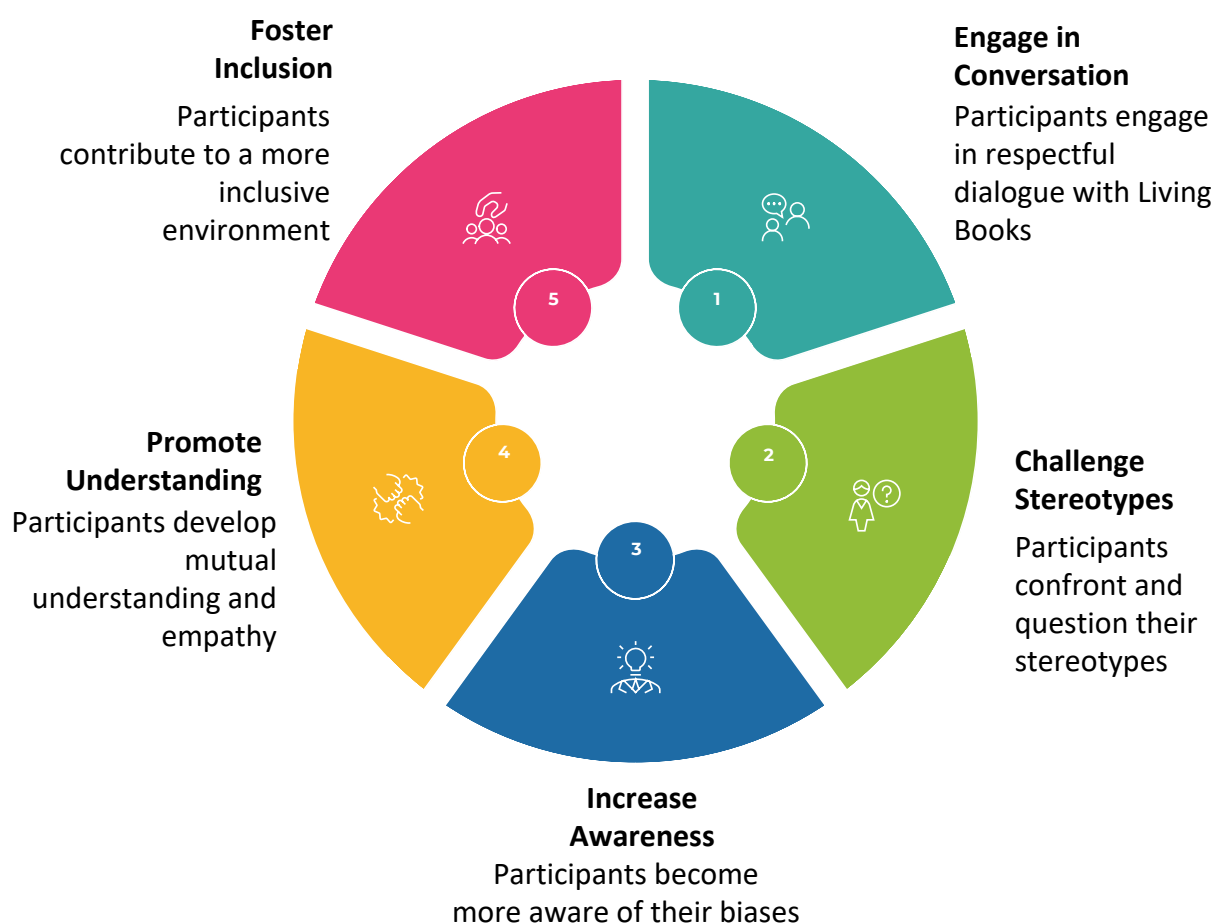 Engage in
Conversation
Participants engage
in respectful
dialogue with Living
Books
1
Challenge
Stereotypes
Participants
confront and
question their
stereotypes
2
Increase
Awareness
Participants become
more aware of their biases
3
Promote
Understanding
Participants develop
mutual
understanding and
empathy
4
Foster
Inclusion
Participants
contribute to a more
inclusive
environment
5